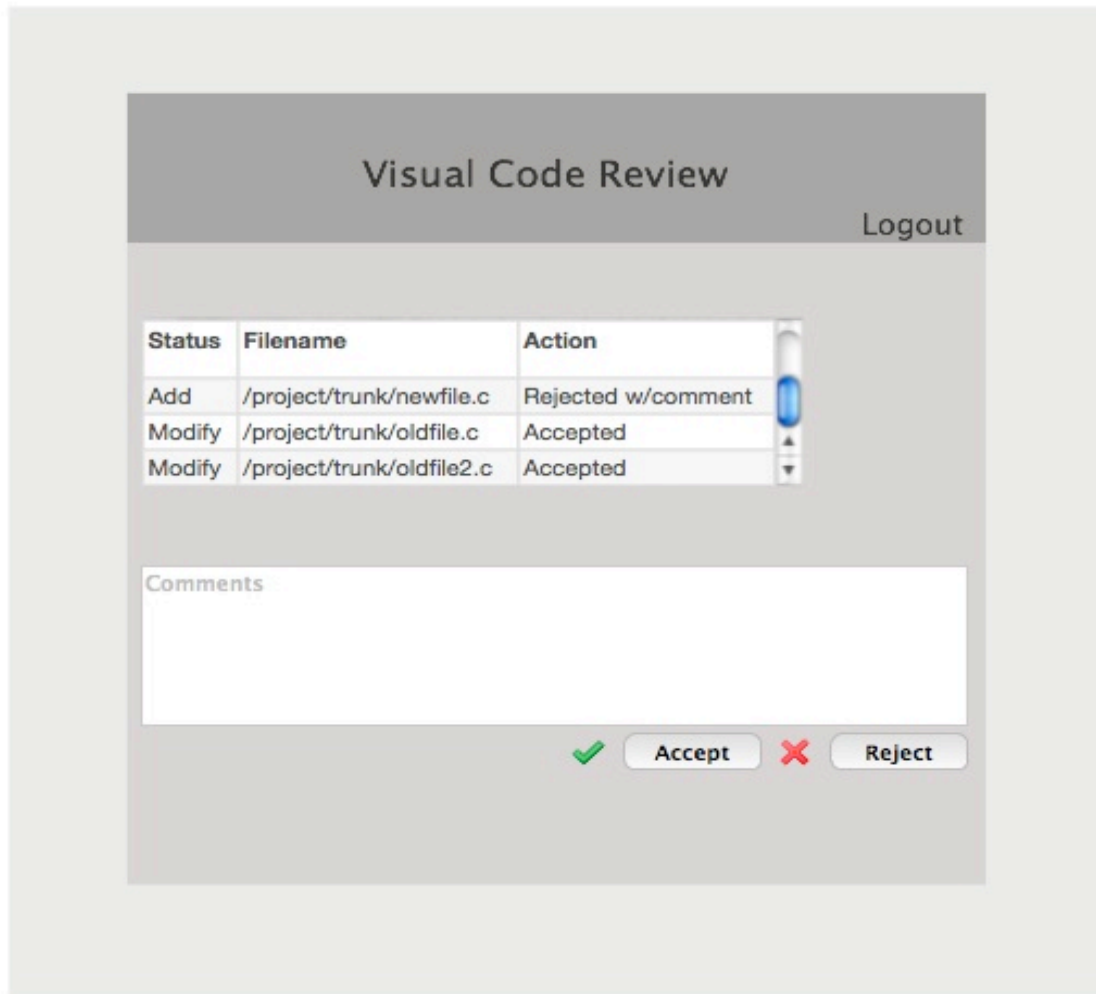 Visual Code Review
Logout
Status Filename Action
Add /project/trunk/newfile.c Rejected w/comment
Modify /project/trunk/oldfile.c Accepted
Modify /project/trunk/oldfile2.c Accepted
Comments
Accept Reject